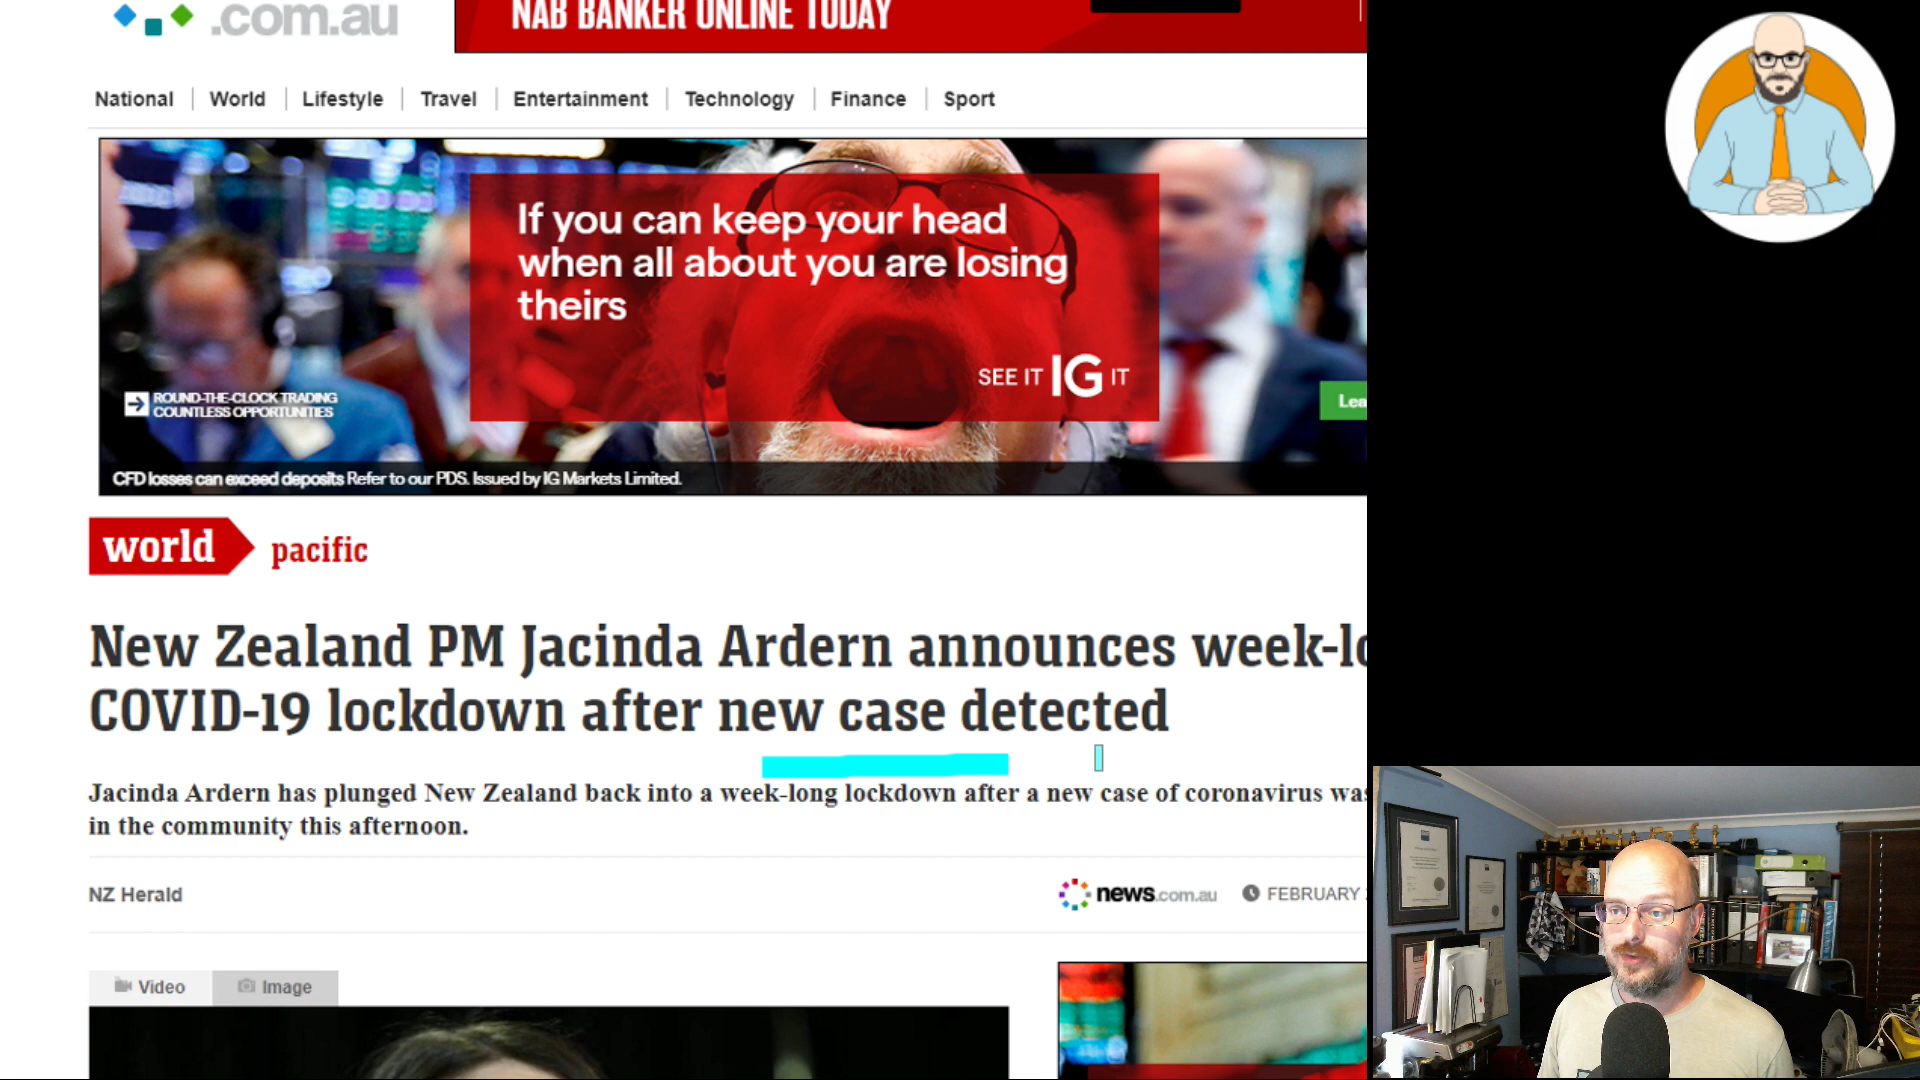 .com.au
NAB BANKER ONLINE TODAY
National
World
Lifestyle
Travel
Entertainment
Technology
Finance
Sport
If you can keep your head
when all about you are losing
theirs
SEE IT IG IT
ROUND-THE-CLOCK TRADING
COUNTLESS OPPORTUNITIES
Lea
CFD losses can exceed deposits Refer to our PDS. Issued by IG Markets Limited.
world
pacific
New Zealand PM Jacinda Ardern announces week-lo
COVID-19 lockdown after new case detected
Jacinda Ardern has plunged New Zealand back into a week-long lockdown after a new case of coronavirus was
in the community this afternoon.
NZ Herald
news.com.au
FEBRUARY
Video
Image